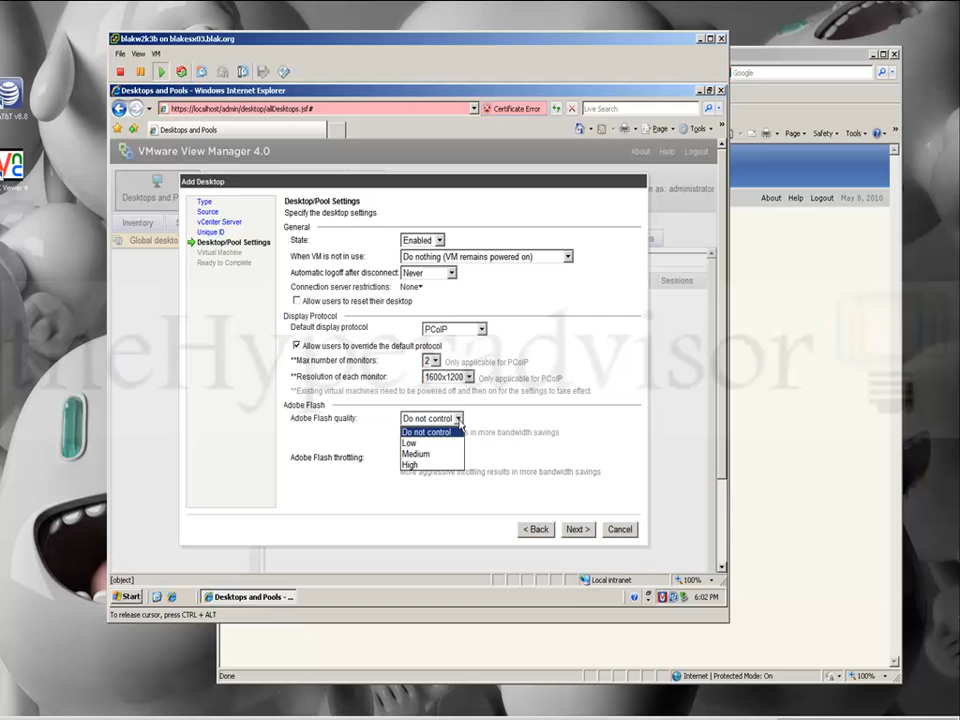 blakw2k3b on blakesx03.blak.org
File View VM
Desktops and Pools - Windows Internet Explorer
https://localhost/admin/desktop/allDesktops.jsf#
Certificate Error
Live Search
Google
Desktops and Pools
Page
Tools
Page
Safety
Tools
VMware View Manager 4.0
About Help Logout
Add Desktop
Desktops and P
as: administrator
About Help Logout May 8, 2010
Inventory
Global deskto
Sessions
Type
Source
vCenter Server
Unique ID
Desktop/Pool Settings
Virtual Machine
Ready to Complete
Desktop/Pool Settings
Specify the desktop settings
General
State: Enabled
When VM is not in use: Do nothing (VM remains powered on)
Automatic logoff after disconnect: Never
Connection server restrictions: None
Allow users to reset their desktop
Display Protocol
Default display protocol PCoIP
Allow users to override the default protocol
**Max number of monitors: 2 Only applicable for PCoIP
**Resolution of each monitor: 1600x1200 Only applicable for PCoIP
**Existing virtual machines need to be powered off and then on for the settings to take effect
Adobe Flash
Adobe Flash quality: Do not control
Do not control
s in more bandwidth savings
Low
Medium
High
Adobe Flash throttling:
More aggressive throttling results in more bandwidth savings
< Back Next > Cancel
[object]
Local intranet
100%
Start
Desktops and Pools - ...
6:02 PM
To release cursor, press CTRL + ALT
Done
Internet | Protected Mode: On
100%
AT&T v8.8
Viewer 4
theHyperadvisor